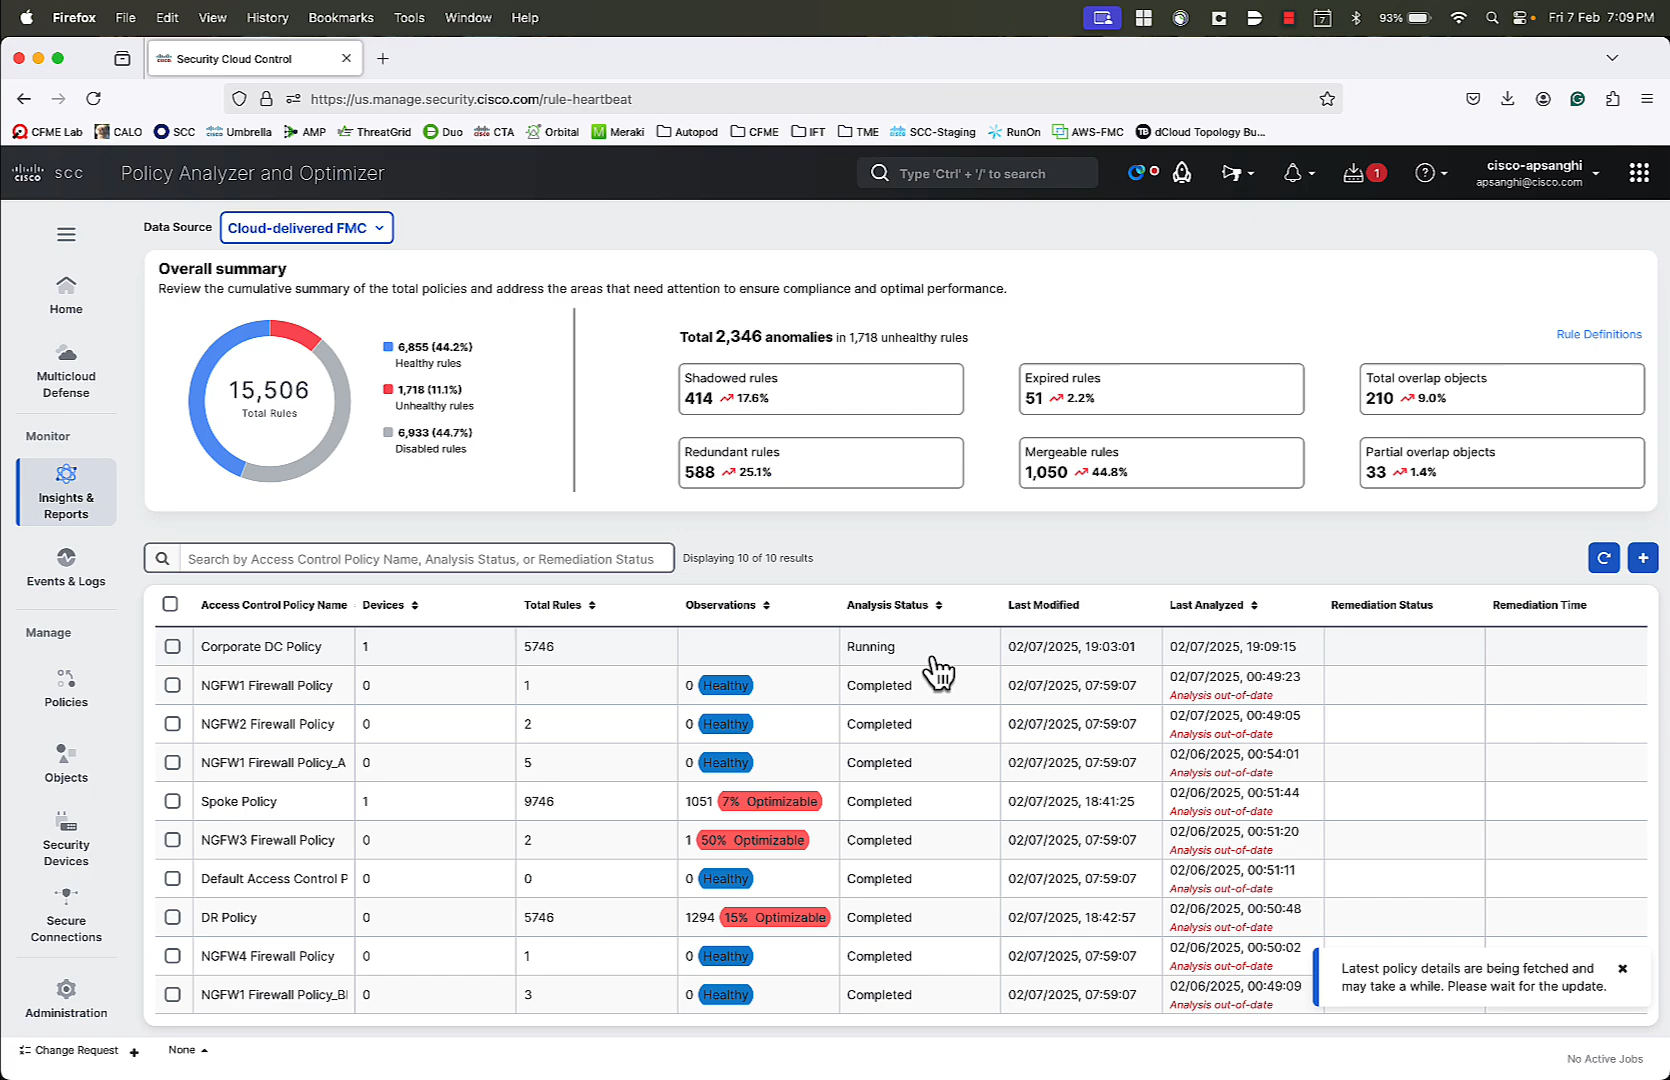 Firefox File Edit View History Bookmarks Tools Window Help
7 93% Fri 7 Feb 7:09 PM
Security Cloud Control
https://us.manage.security.cisco.com/rule-heartbeat
CFME Lab CALO SCC Umbrella AMP ThreatGrid Duo CTA Orbital Meraki Autopod CFME IFT TME SCC-Staging RunOn AWS-FMC TB dCloud Topology Bu...
cisco SCC Policy Analyzer and Optimizer
Type 'Ctrl' + '/' to search
1
cisco-apsanghi
apsanghi@cisco.com
Home
Multicloud
Defense
Monitor
Insights &
Reports
Events & Logs
Manage
Policies
Objects
Security
Devices
Secure
Connections
Administration
Data Source Cloud-delivered FMC
Overall summary
Review the cumulative summary of the total policies and address the areas that need attention to ensure compliance and optimal performance.
15,506
Total Rules
6,855 (44.2%)
Healthy rules
1,718 (11.1%)
Unhealthy rules
6,933 (44.7%)
Disabled rules
Total 2,346 anomalies in 1,718 unhealthy rules
Rule Definitions
Shadowed rules
414 17.6%
Expired rules
51 2.2%
Total overlap objects
210 9.0%
Redundant rules
588 25.1%
Mergeable rules
1,050 44.8%
Partial overlap objects
33 1.4%
Search by Access Control Policy Name, Analysis Status, or Remediation Status
Displaying 10 of 10 results
Access Control Policy Name Devices Total Rules Observations Analysis Status Last Modified Last Analyzed Remediation Status Remediation Time
Corporate DC Policy 1 5746 Running 02/07/2025, 19:03:01 02/07/2025, 19:09:15
NGFW1 Firewall Policy 0 1 0 Healthy Completed 02/07/2025, 07:59:07 02/07/2025, 00:49:23
Analysis out-of-date
NGFW2 Firewall Policy 0 2 0 Healthy Completed 02/07/2025, 07:59:07 02/07/2025, 00:49:05
Analysis out-of-date
NGFW1 Firewall Policy_A 0 5 0 Healthy Completed 02/07/2025, 07:59:07 02/06/2025, 00:54:01
Analysis out-of-date
Spoke Policy 1 9746 1051 7% Optimizable Completed 02/07/2025, 18:41:25 02/06/2025, 00:51:44
Analysis out-of-date
NGFW3 Firewall Policy 0 2 1 50% Optimizable Completed 02/07/2025, 07:59:07 02/06/2025, 00:51:20
Analysis out-of-date
Default Access Control P 0 0 0 Healthy Completed 02/07/2025, 07:59:07 02/06/2025, 00:51:11
Analysis out-of-date
DR Policy 0 5746 1294 15% Optimizable Completed 02/07/2025, 18:42:57 02/06/2025, 00:50:48
Analysis out-of-date
NGFW4 Firewall Policy 0 1 0 Healthy Completed 02/07/2025, 07:59:07 02/06/2025, 00:50:02
Analysis out-of-date
NGFW1 Firewall Policy_Bl 0 3 0 Healthy Completed 02/07/2025, 07:59:07 02/06/2025, 00:49:09
Analysis out-of-date
Latest policy details are being fetched and
may take a while. Please wait for the update.
Change Request None
No Active Jobs